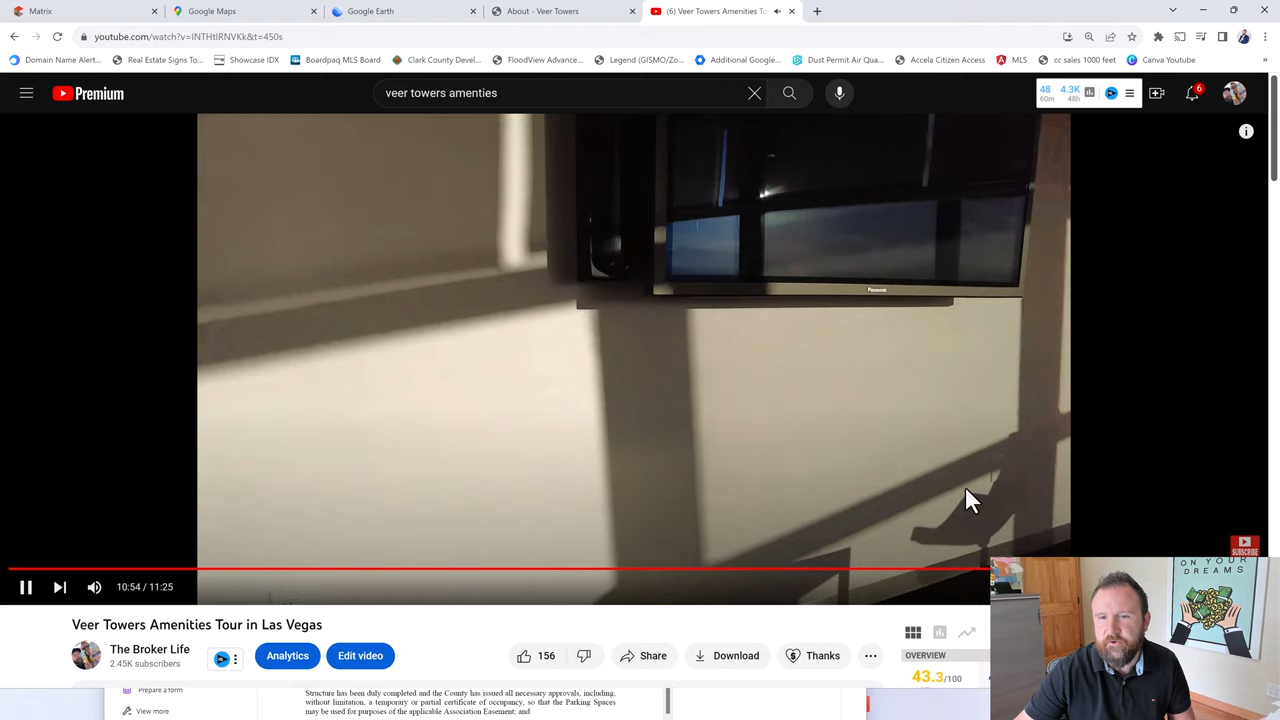 Matrix
Google Maps
Google Earth
About - Veer Towers
(6) Veer Towers Amenities To
youtube.com/watch?v=lNTHtlRNVKk&t=450s
Domain Name Alert...
Real Estate Signs To...
Showcase IDX
Boardpaq MLS Board
Clark County Devel...
FloodView Advance...
Legend (GISMO/Zo...
Additional Google...
Dust Permit Air Qua...
Accela Citizen Access
MLS
cc sales 1000 feet
Canva Youtube
Premium
veer towers amenties
48
60m
4.3K
48h
6
Panasonic
SUBSCRIBE
ON YOUR
DREAMS
10:54 / 11:25
Veer Towers Amenities Tour in Las Vegas
The Broker Life
2.45K subscribers
Analytics
Edit video
156
Share
Download
Thanks
OVERVIEW
43.3/100
Prepare a form
View more
Structure has been duly completed and the County has issued all necessary approvals, including,
without limitation, a temporary or partial certificate of occupancy, so that the Parking Spaces
may be used for purposes of the applicable Association Easement; and